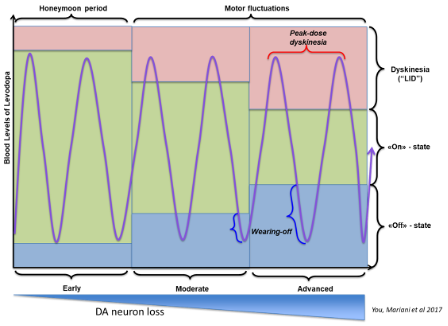 Honeymoon period
Motor fluctuations
Peak-dose
dyskinesia
Dyskinesia
("LID")
Blood Levels of Levodopa
«On» - state
Wearing-off
«Off» - state
Early
Moderate
Advanced
DA neuron loss
You, Mariani et al 2017